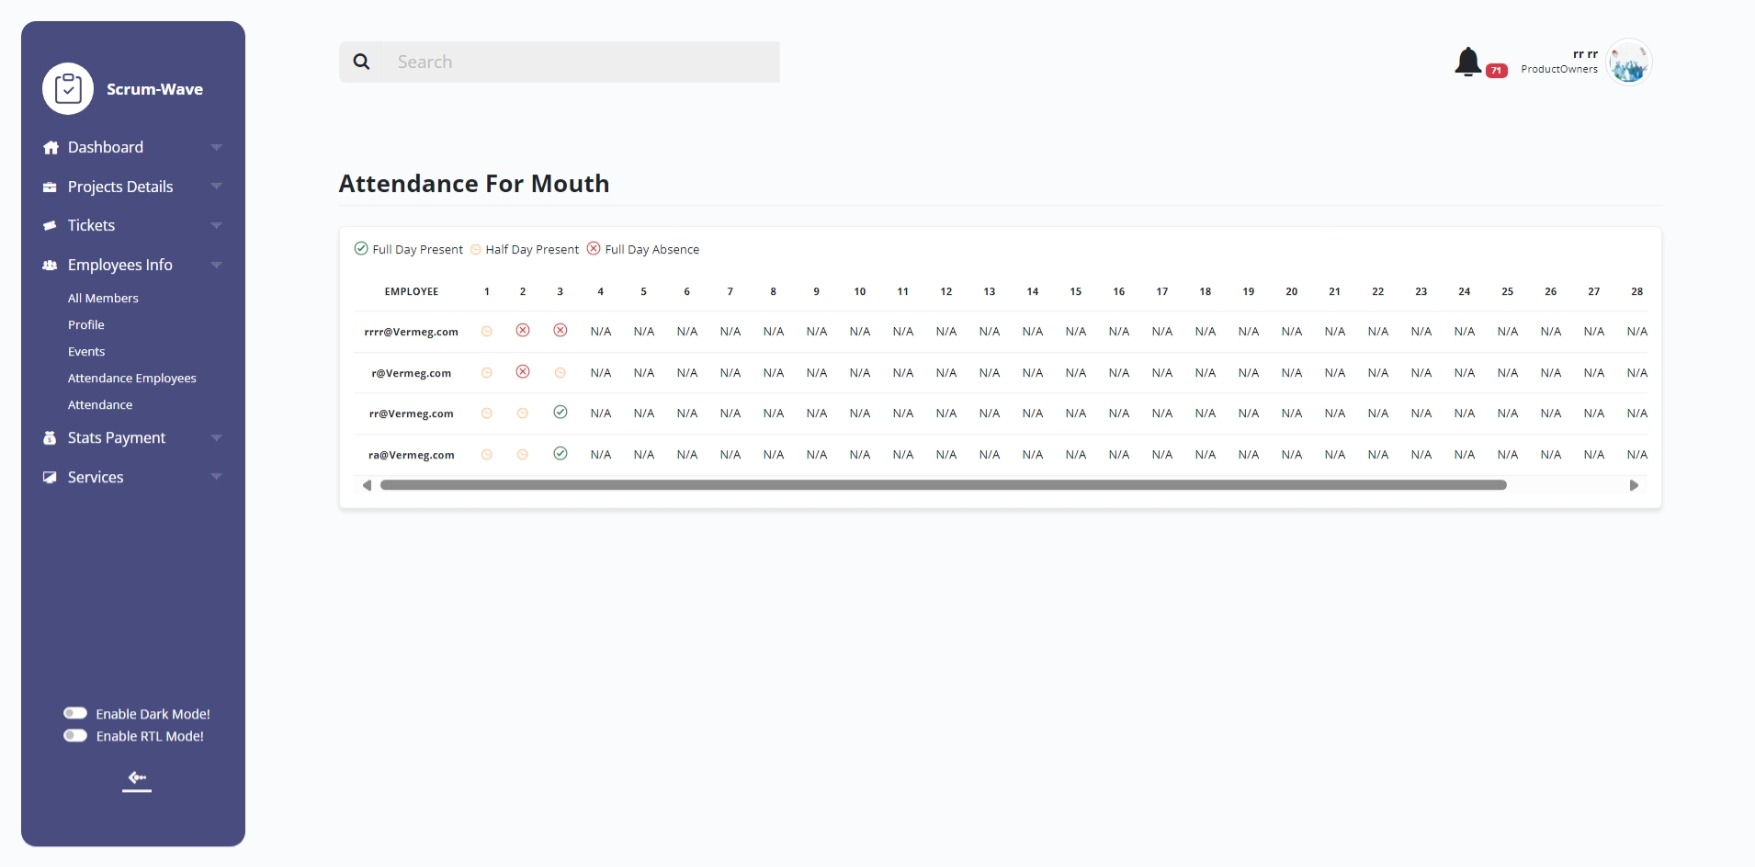 Scrum-Wave
Dashboard
Projects Details
Tickets
Employees Info
All Members
Profile
Events
Attendance Employees
Attendance
Stats Payment
Services
Enable Dark Mode!
Enable RTL Mode!
Search
71
rr rr
ProductOwners
Attendance For Mouth
Full Day Present Half Day Present Full Day Absence
EMPLOYEE 1 2 3 4 5 6 7 8 9 10 11 12 13 14 15 16 17 18 19 20 21 22 23 24 25 26 27 28
rrrr@Vermeg.com N/A N/A N/A N/A N/A N/A N/A N/A N/A N/A N/A N/A N/A N/A N/A N/A N/A N/A N/A N/A N/A N/A N/A N/A N/A
r@Vermeg.com N/A N/A N/A N/A N/A N/A N/A N/A N/A N/A N/A N/A N/A N/A N/A N/A N/A N/A N/A N/A N/A N/A N/A N/A N/A
rr@Vermeg.com N/A N/A N/A N/A N/A N/A N/A N/A N/A N/A N/A N/A N/A N/A N/A N/A N/A N/A N/A N/A N/A N/A N/A N/A N/A
ra@Vermeg.com N/A N/A N/A N/A N/A N/A N/A N/A N/A N/A N/A N/A N/A N/A N/A N/A N/A N/A N/A N/A N/A N/A N/A N/A N/A